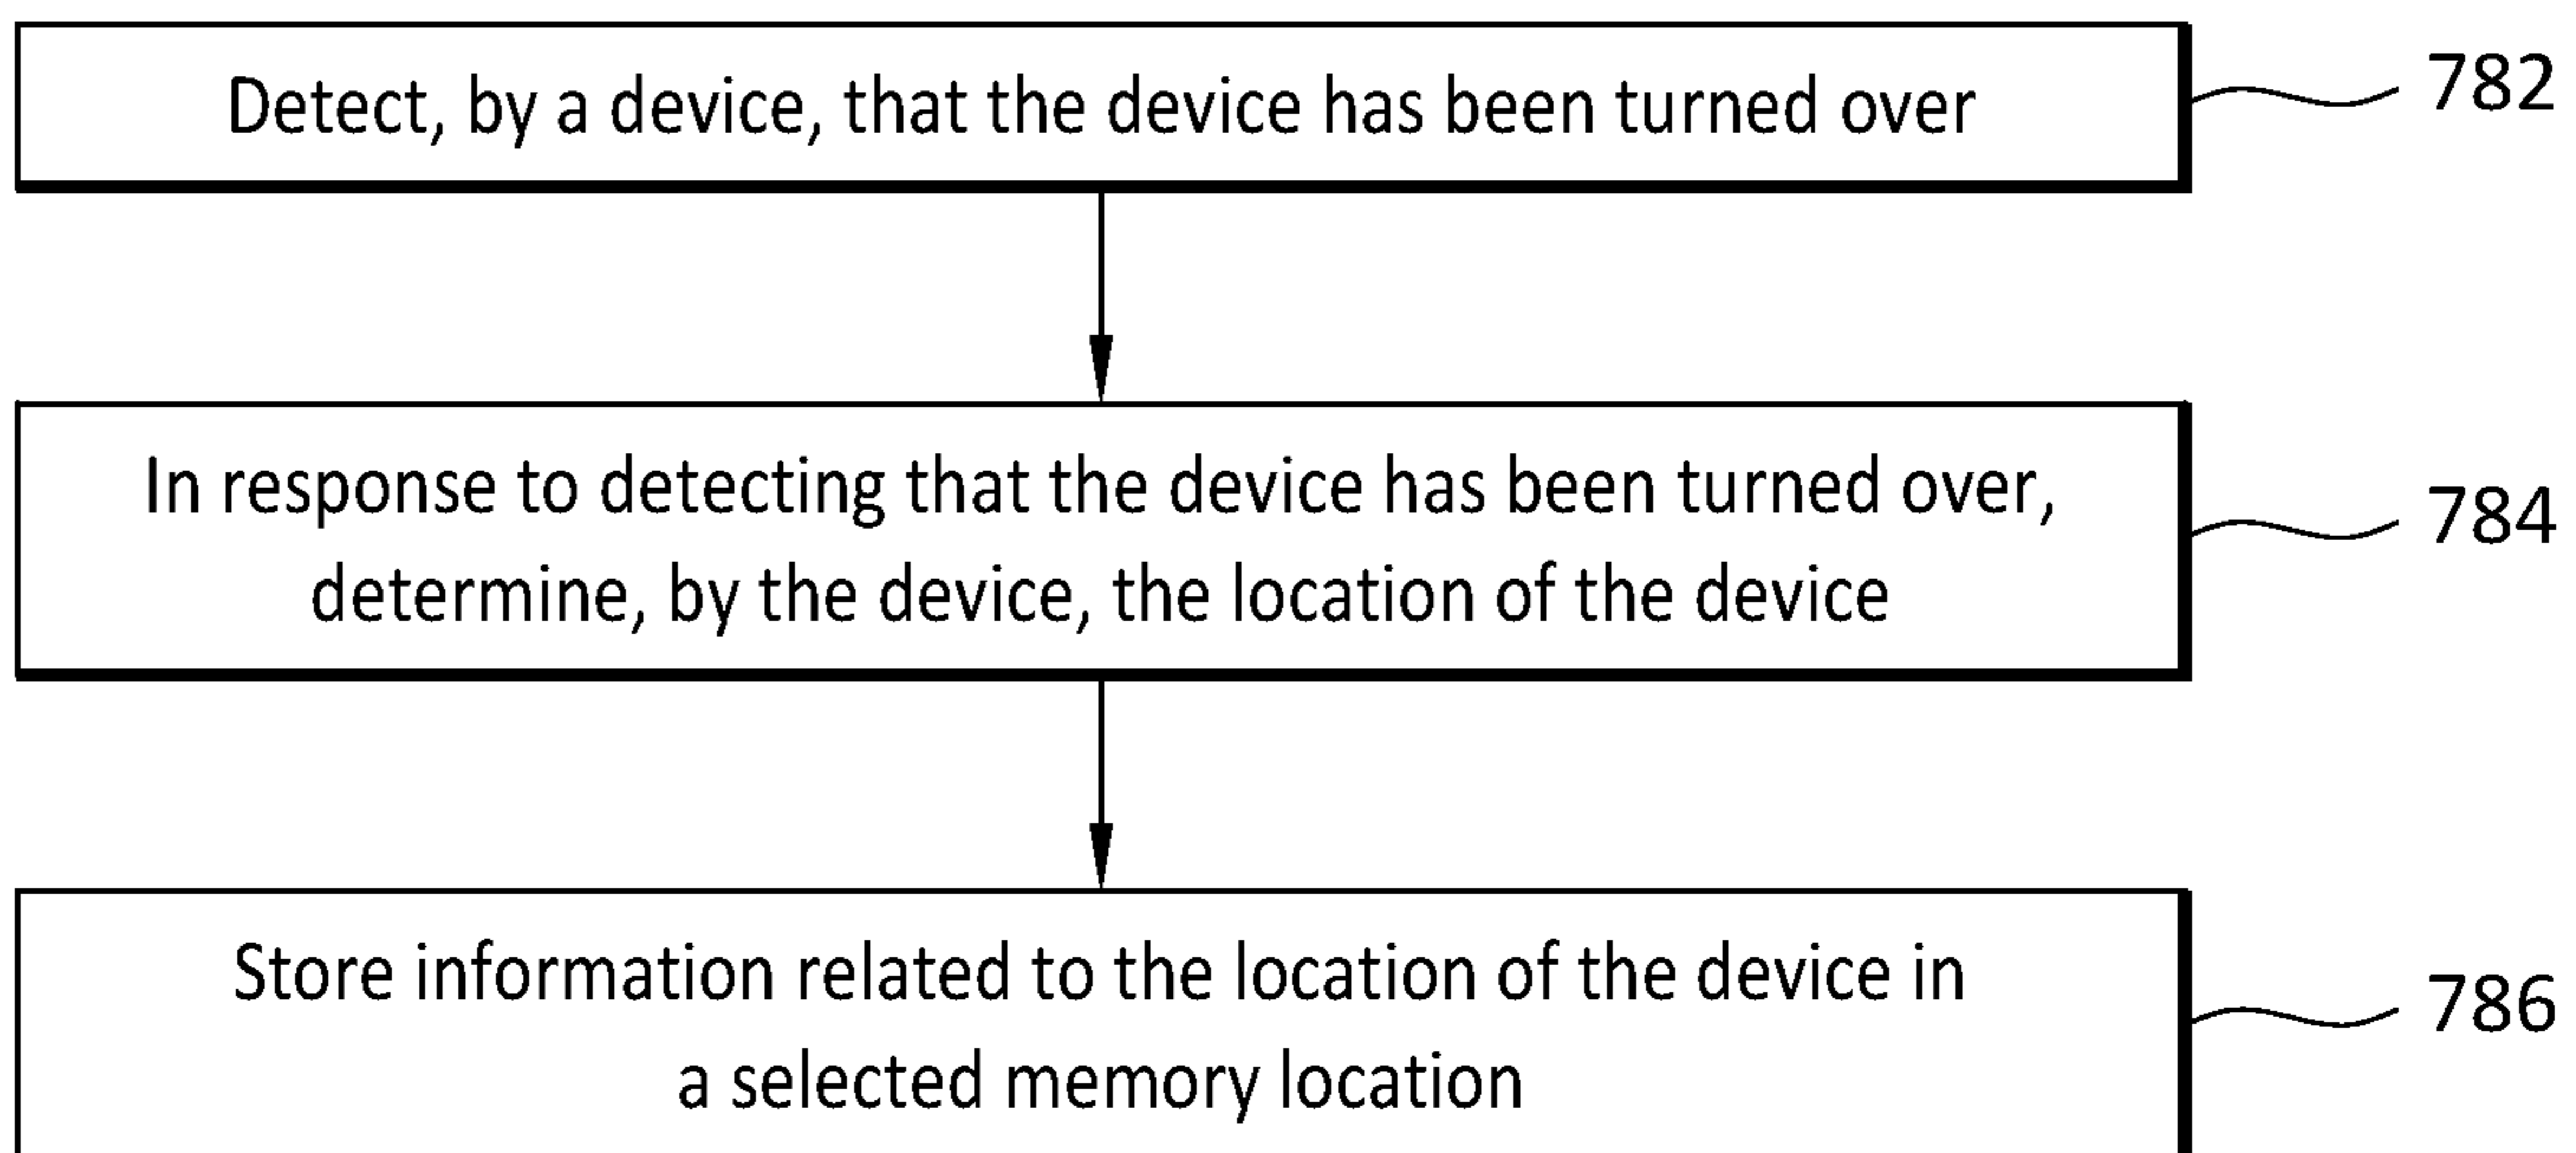 Detect, by a device, that the device has been turned over
782
In response to detecting that the device has been turned over,
determine, by the device, the location of the device
784
Store information related to the location of the device in
a selected memory location
786